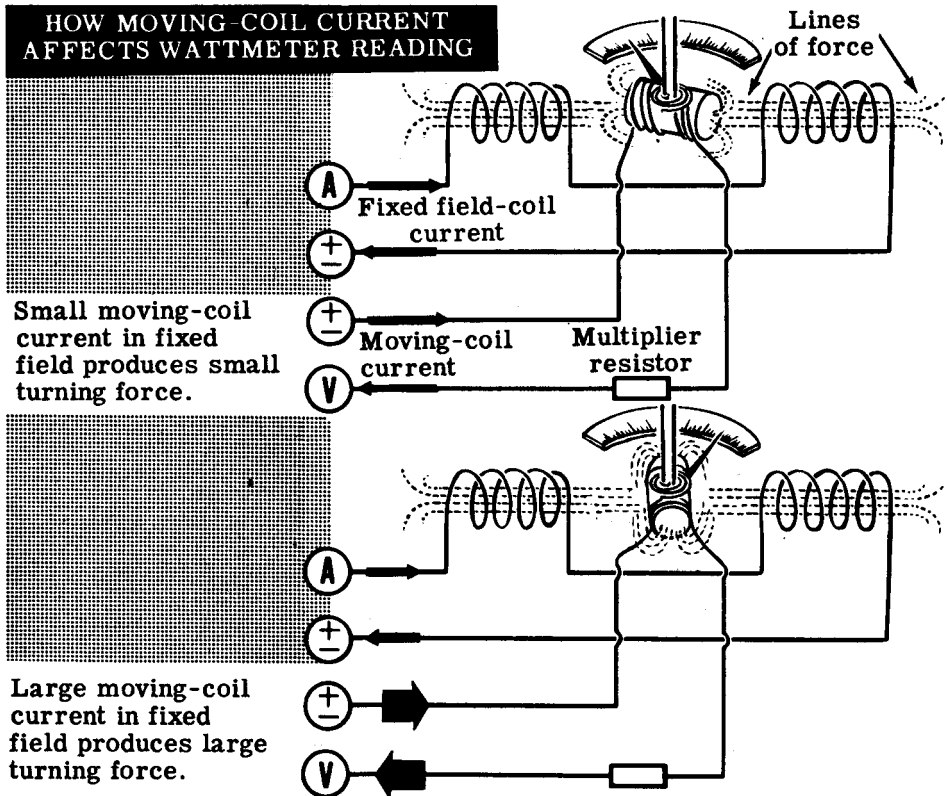 HOW MOVING-COIL CURRENT
AFFECTS WATTMETER READING
Lines
of force
A
Fixed field-coil
current
+
−
+
−
Small moving-coil
current in fixed
field produces small
turning force.
Moving-coil
current
Multiplier
resistor
V
A
+
−
Large moving-coil
current in fixed
field produces large
turning force.
+
−
V